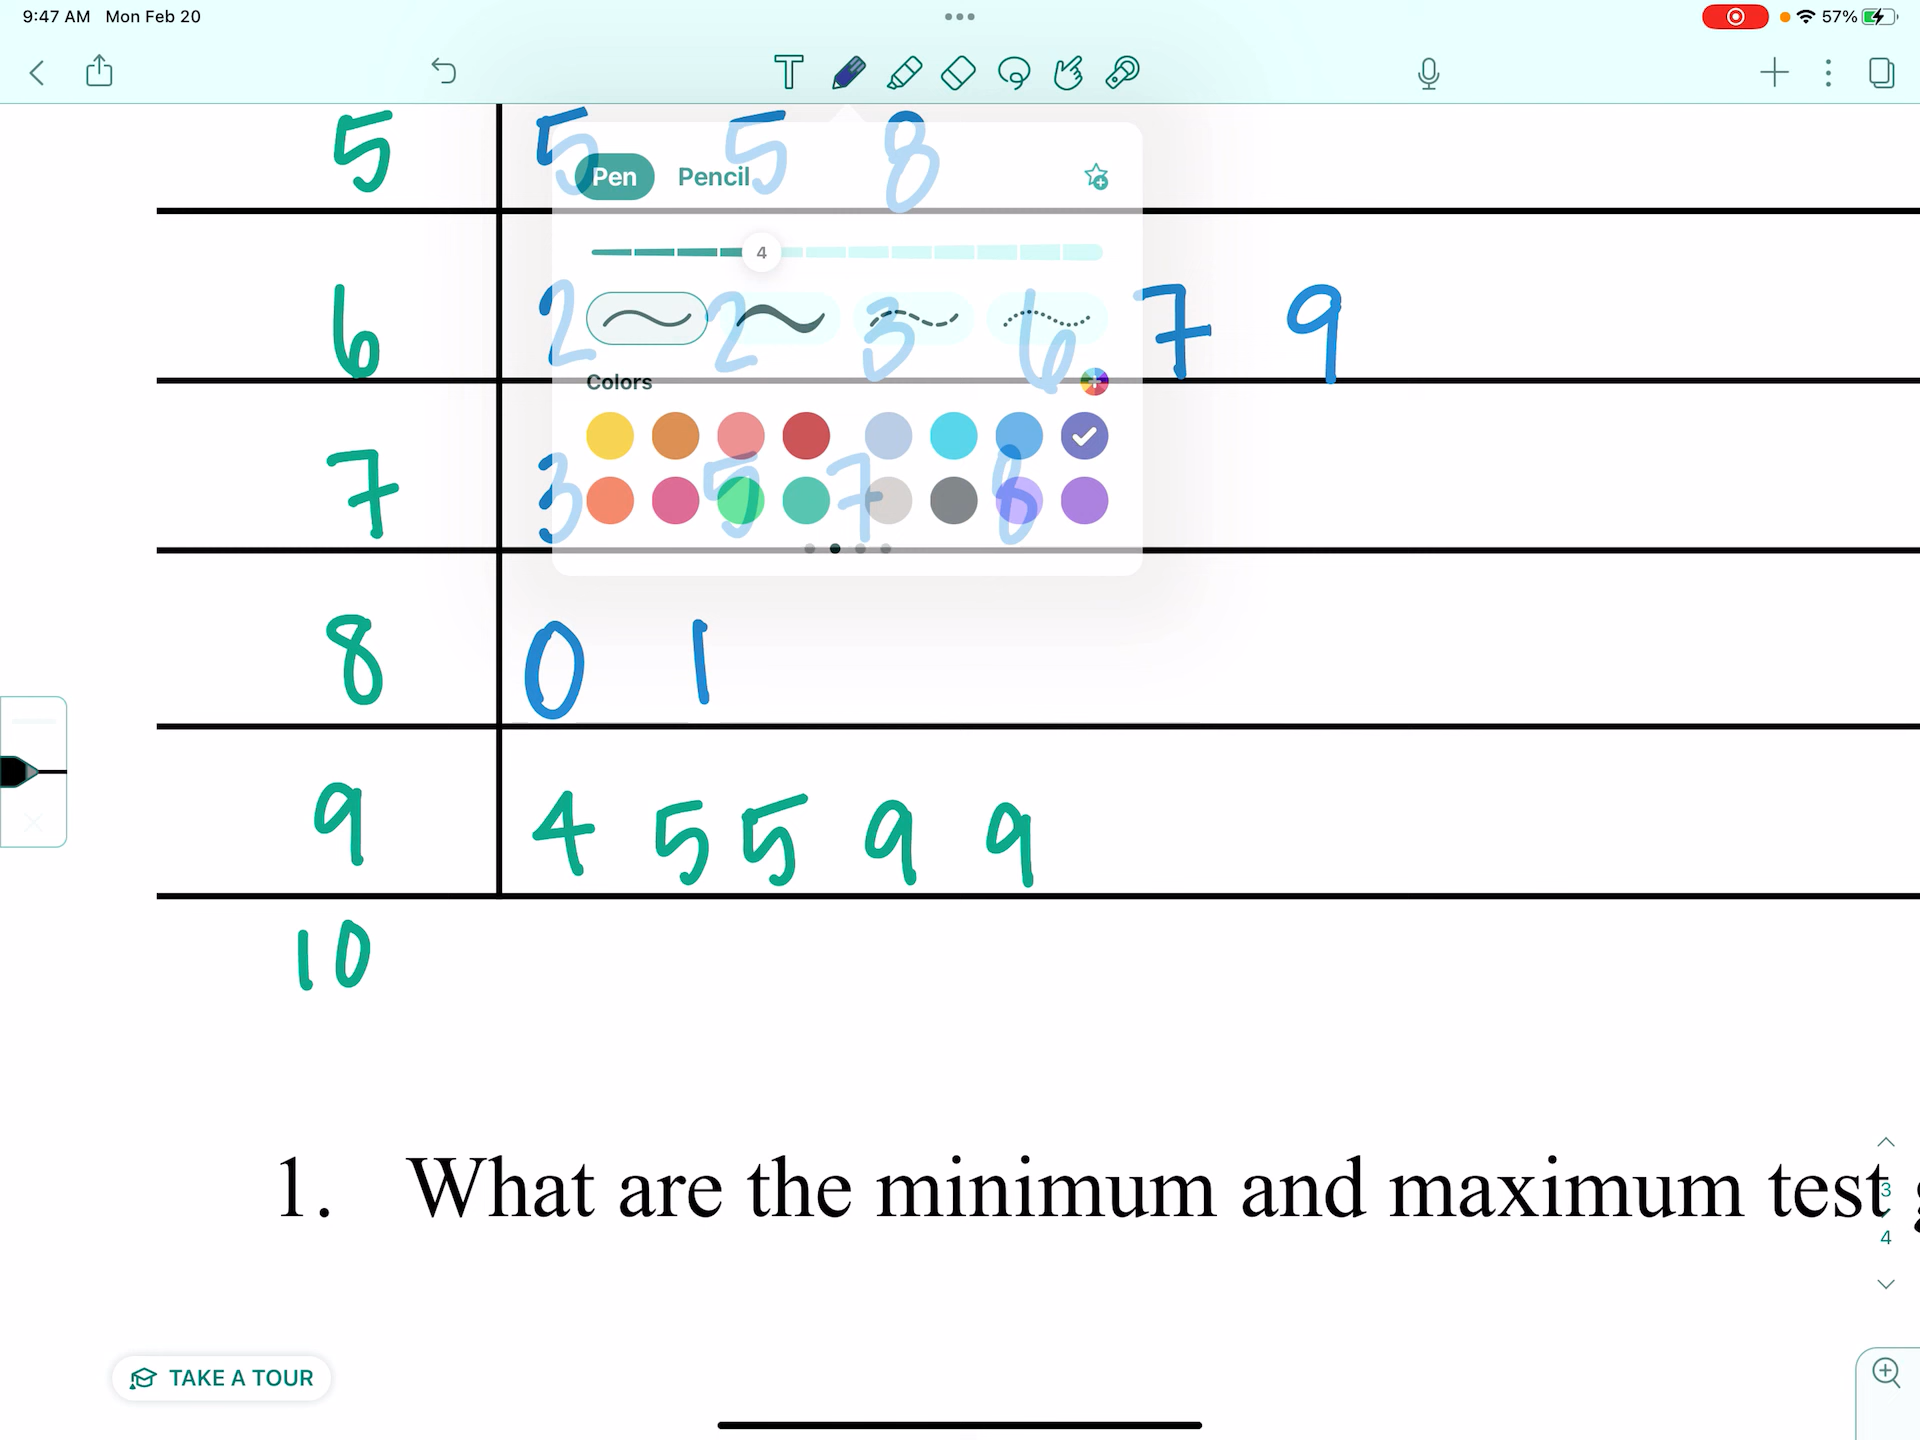 9:47 AM Mon Feb 20
57%
T
5 5 5 8
Pen Pencil
4
6 2 2 3 6 7 9
Colors
7 3 5 7 8
8 0 1
9 4 5 5 9 9
10
1. What are the minimum and maximum test
3
4
TAKE A TOUR